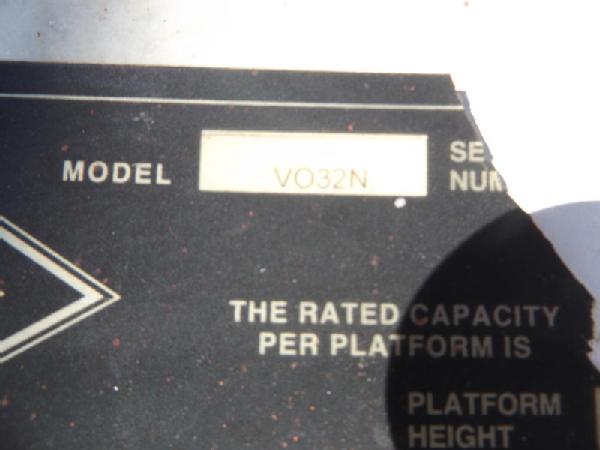 MODEL VO32N
SE
NUM
THE RATED CAPACITY
PER PLATFORM IS
PLATFORM
HEIGHT